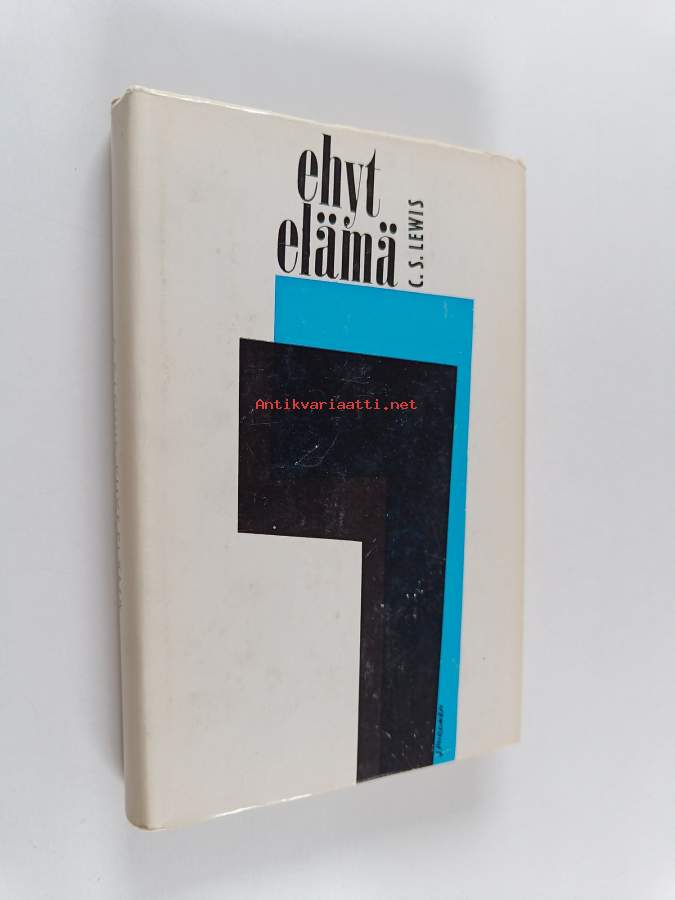 ehyt
elämä
C. S. LEWIS
Antikvariaatti.net